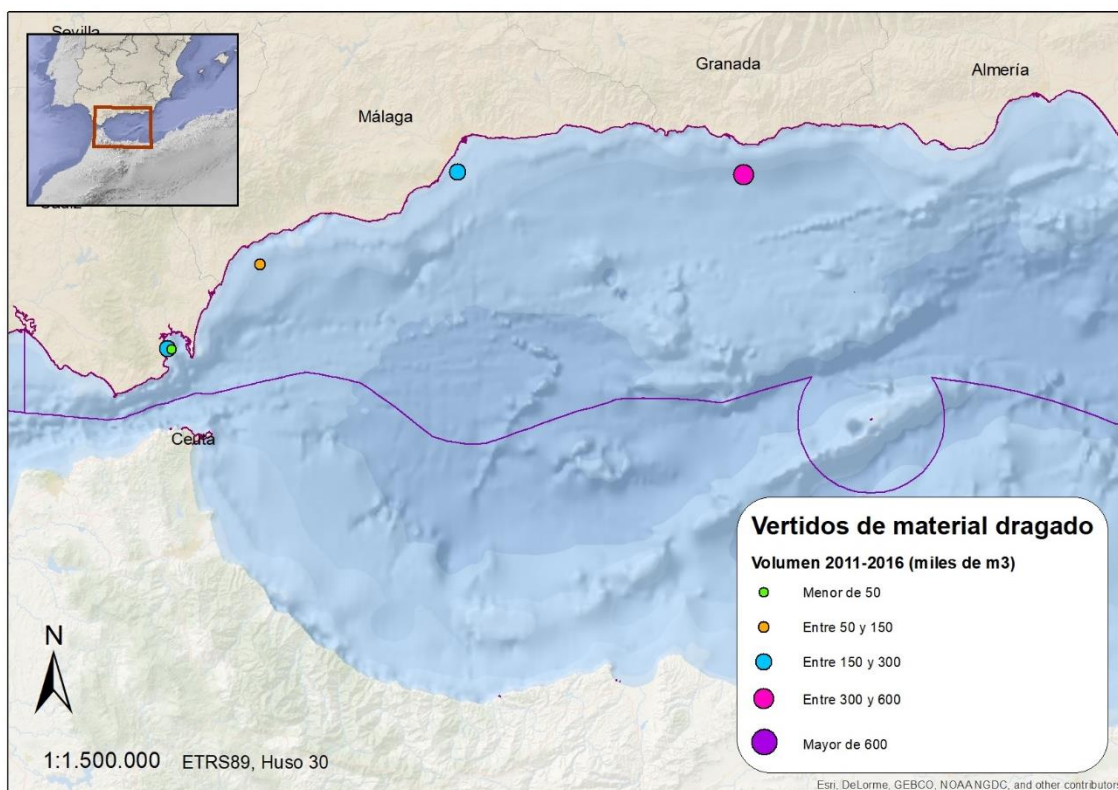 Sevilla
Granada
Almería
Málaga
Cádiz
Ceuta
Vertidos de material dragado
Volumen 2011-2016 (miles de m3)
Menor de 50
Entre 50 y 150
Entre 150 y 300
Entre 300 y 600
Mayor de 600
N
1:1.500.000 ETRS89, Huso 30
Esri, DeLorme, GEBCO, NOAA NGDC, and other contributors